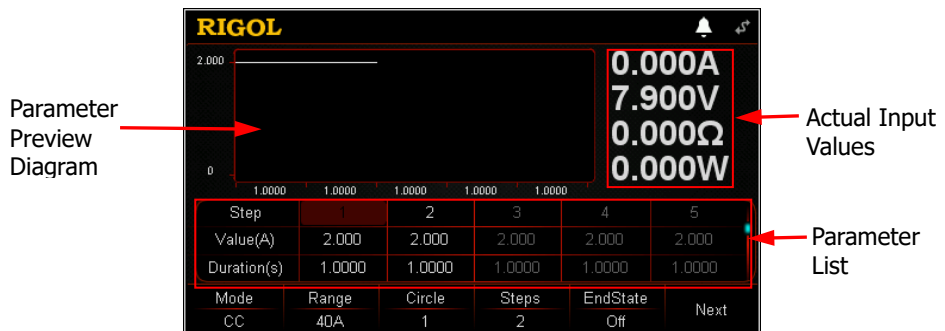 RIGOL
2.000
0
1.0000 1.0000 1.0000 1.0000 1.0000
0.000A
7.900V
0.000Ω
0.000W
Parameter
Preview
Diagram
Actual Input
Values
Step 1 2 3 4 5
Value(A) 2.000 2.000 2.000 2.000 2.000
Duration(s) 1.0000 1.0000 1.0000 1.0000 1.0000
Parameter
List
Mode Range Circle Steps EndState Next
CC 40A 1 2 Off